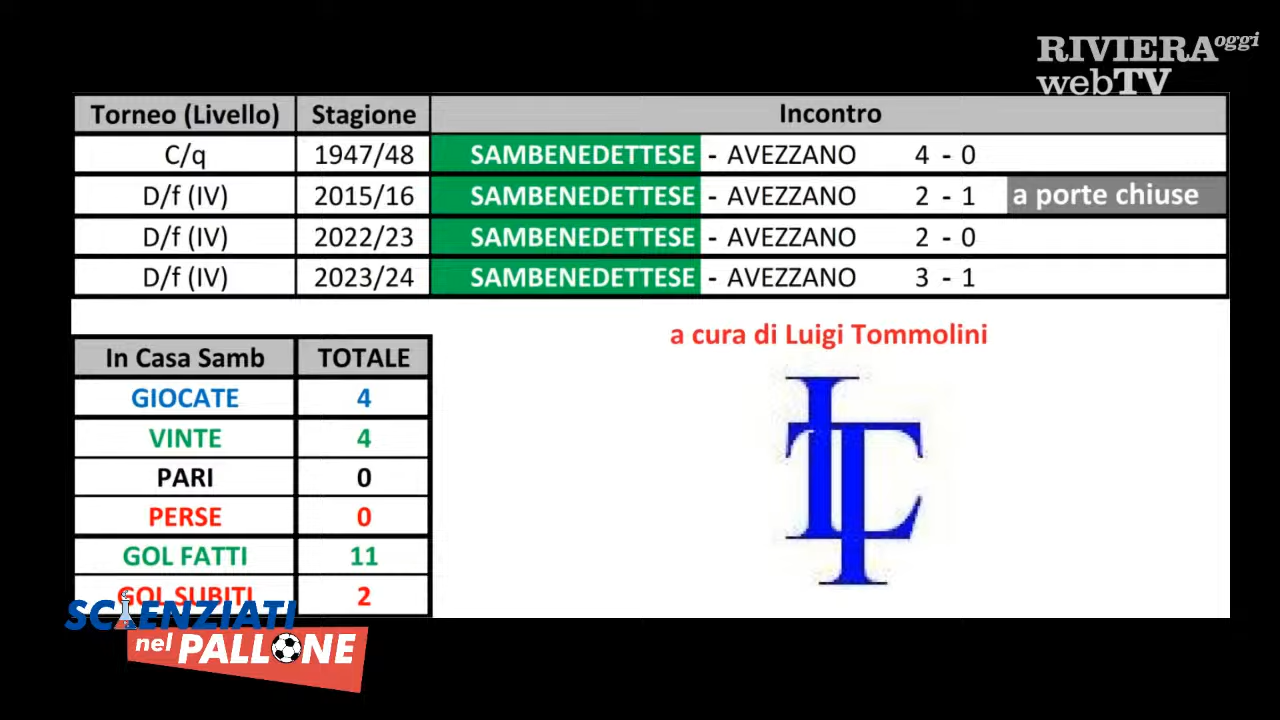 RIVIERA oggi
webTV
Torneo (Livello) Stagione Incontro
C/q 1947/48 SAMBENEDETTESE - AVEZZANO 4 - 0
D/f (IV) 2015/16 SAMBENEDETTESE - AVEZZANO 2 - 1 a porte chiuse
D/f (IV) 2022/23 SAMBENEDETTESE - AVEZZANO 2 - 0
D/f (IV) 2023/24 SAMBENEDETTESE - AVEZZANO 3 - 1
a cura di Luigi Tommolini
In Casa Samb TOTALE
GIOCATE 4
VINTE 4
PARI 0
PERSE 0
GOL FATTI 11
GOL SUBITI 2
LT
SCIENZIATI
nel PALLONE